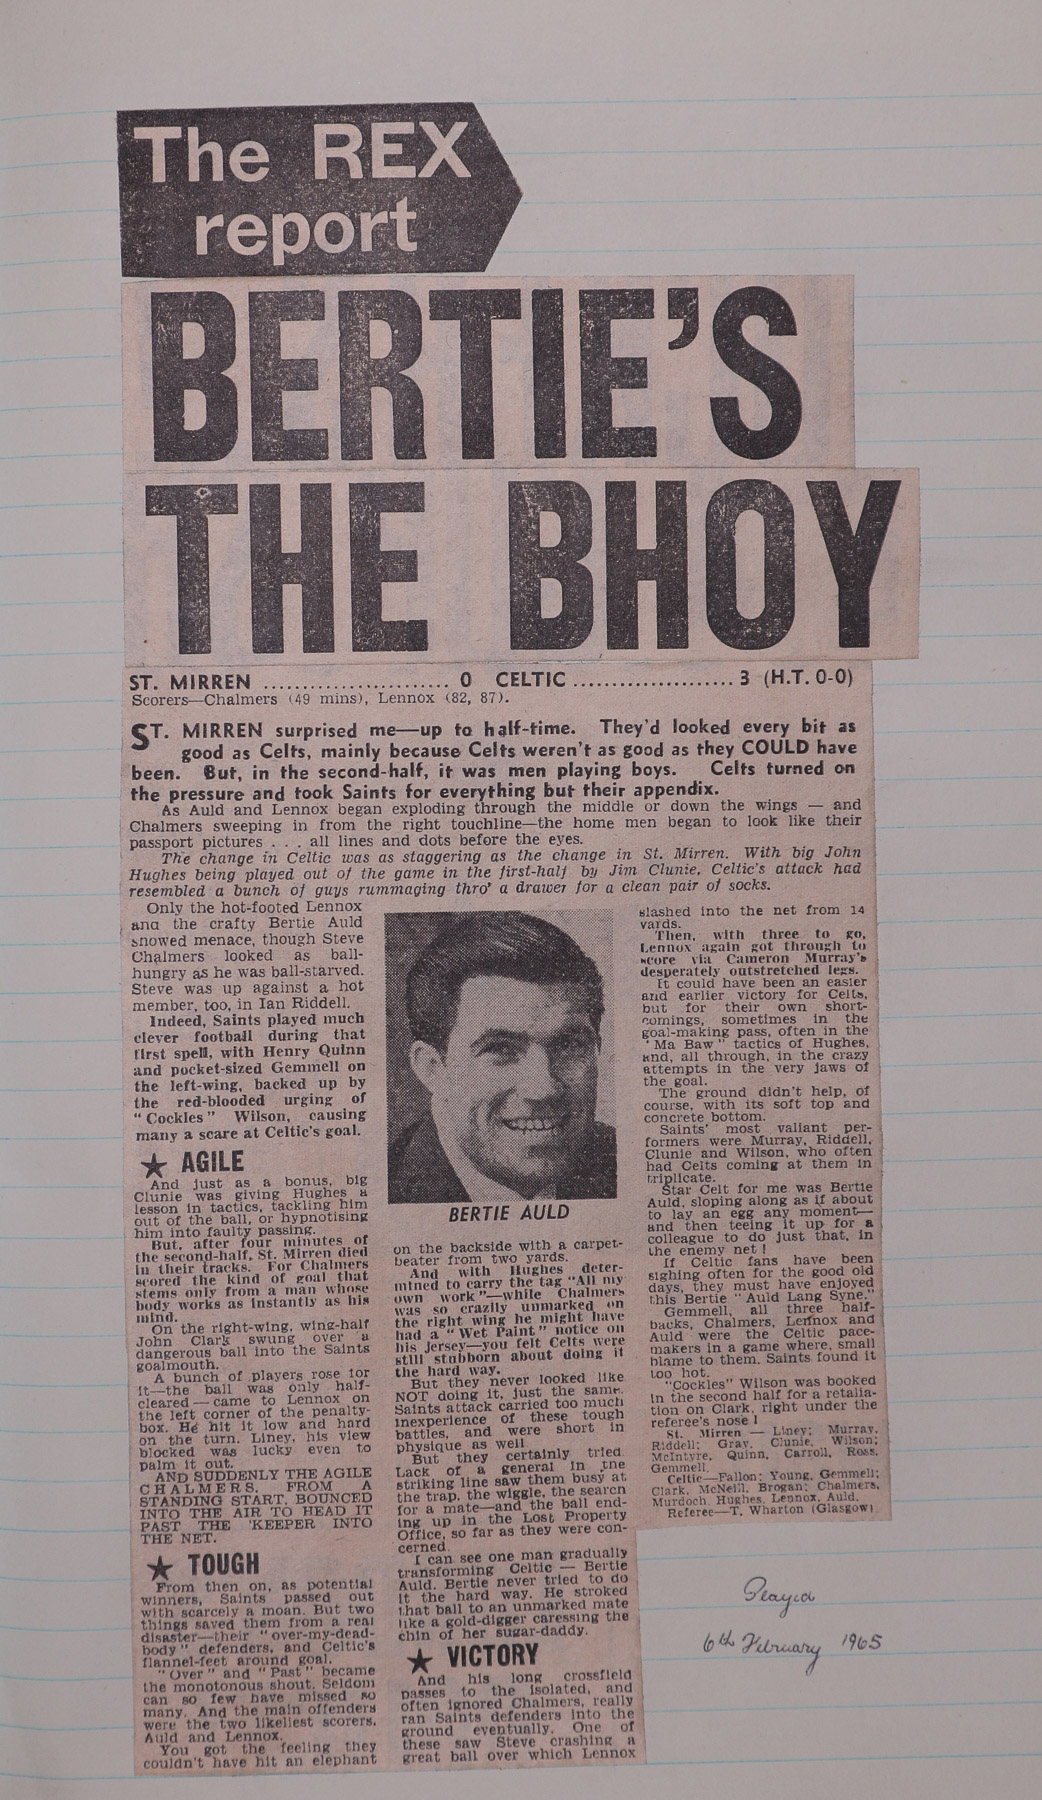 The REX
report
BERTIE'S
THE BHOY
ST. MIRREN ........................ 0 CELTIC ..................... 3 (H.T. 0-0)
Scorers—Chalmers (49 mins), Lennox (82, 87).
ST. MIRREN surprised me—up to half-time. They'd looked every bit as
good as Celts, mainly because Celts weren't as good as they COULD have
been. But, in the second-half, it was men playing boys. Celts turned on
the pressure and took Saints for everything but their appendix.
As Auld and Lennox began exploding through the middle or down the wings — and
Chalmers sweeping in from the right touchline—the home men began to look like their
passport pictures . . . all lines and dots before the eyes.
The change in Celtic was as staggering as the change in St. Mirren. With big John
Hughes being played out of the game in the first-half by Jim Clunie, Celtic's attack had
resembled a bunch of guys rummaging thro' a drawer for a clean pair of socks.
Only the hot-footed Lennox
and the crafty Bertie Auld
showed menace, though Steve
Chalmers looked as ball-
hungry as he was ball-starved.
Steve was up against a hot
member, too, in Ian Riddell.
Indeed, Saints played much
clever football during that
first spell, with Henry Quinn
and pocket-sized Gemmell on
the left-wing, backed up by
the red-blooded urging of
"Cockles" Wilson, causing
many a scare at Celtic's goal.
★ AGILE
And just as a bonus, big
Clunie was giving Hughes a
lesson in tactics, tackling him
out of the ball, or hypnotising
him into faulty passing.
But, after four minutes of
the second-half, St. Mirren died
in their tracks. For Chalmers
scored the kind of goal that
stems only from a man whose
body works as instantly as his
mind.
On the right-wing, wing-half
John Clark swung over a
dangerous ball into the Saints
goalmouth.
A bunch of players rose for
it—the ball was only half-
cleared—came to Lennox on
the left corner of the penalty-
box. He hit it low and hard
on the turn. Liney, his view
blocked was lucky even to
palm it out.
AND SUDDENLY THE AGILE
CHALMERS, FROM A
STANDING START, BOUNCED
INTO THE AIR TO HEAD IT
PAST THE 'KEEPER INTO
THE NET.
★ TOUGH
From then on, as potential
winners, Saints passed out
with scarcely a moan. But two
things saved them from a real
disaster—their "over-my-dead-
body" defenders, and Celtic's
flannel-feet around goal.
"Over" and "Past" became
the monotonous shout. Seldom
can so few have missed so
many. And the main offenders
were the two likeliest scorers,
Auld and Lennox.
You got the feeling they
couldn't have hit an elephant
BERTIE AULD
on the backside with a carpet-
beater from two yards.
And with Hughes deter-
mined to carry the tag "All my
own work"—while Chalmers
was so crazily unmarked on
the right wing he might have
had a "Wet Paint" notice on
his jersey—you felt Celts were
still stubborn about doing it
the hard way.
But they never looked like
NOT doing it, just the same.
Saints attack carried too much
inexperience of these tough
battles, and were short in
physique as well
But they certainly tried.
Lack of a general in the
striking line saw them busy at
the trap, the wiggle, the search
for a mate—and the ball end-
ing up in the Lost Property
Office, so far as they were con-
cerned.
I can see one man gradually
transforming Celtic — Bertie
Auld. Bertie never tried to do
it the hard way. He stroked
that ball to an unmarked mate
like a gold-digger caressing the
chin of her sugar-daddy.
★ VICTORY
And his long crossfield
passes to the isolated, and
often ignored Chalmers, really
ran Saints defenders into the
ground eventually. One of
these saw Steve crashing a
great ball over which Lennox
slashed into the net from 14
yards.
Then, with three to go,
Lennox again got through to
score via Cameron Murray's
desperately outstretched legs.
It could have been an easier
and earlier victory for Celts,
but for their own short-
comings, sometimes in the
goal-making pass, often in the
"Ma Baw" tactics of Hughes,
and, all through, in the crazy
attempts in the very jaws of
the goal.
The ground didn't help, of
course, with its soft top and
concrete bottom.
Saints' most valiant per-
formers were Murray, Riddell,
Clunie and Wilson, who often
had Celts coming at them in
triplicate.
Star Celt for me was Bertie
Auld, sloping along as if about
to lay an egg any moment—
and then teeing it up for a
colleague to do just that, in
the enemy net!
If Celtic fans have been
sighing often for the good old
days, they must have enjoyed
this Bertie "Auld Lang Syne."
Gemmell, all three half-
backs, Chalmers, Lennox and
Auld were the Celtic pace-
makers in a game where, small
blame to them, Saints found it
too hot.
"Cockles" Wilson was booked
in the second half for a retalia-
tion on Clark, right under the
referee's nose!
St. Mirren — Liney; Murray,
Riddell; Gray, Clunie, Wilson;
McIntyre, Quinn, Carroll, Ross,
Gemmell.
Celtic—Fallon; Young, Gemmell;
Clark, McNeill, Brogan; Chalmers,
Murdoch, Hughes, Lennox, Auld.
Referee—T. Wharton (Glasgow).
Played
6th February 1965